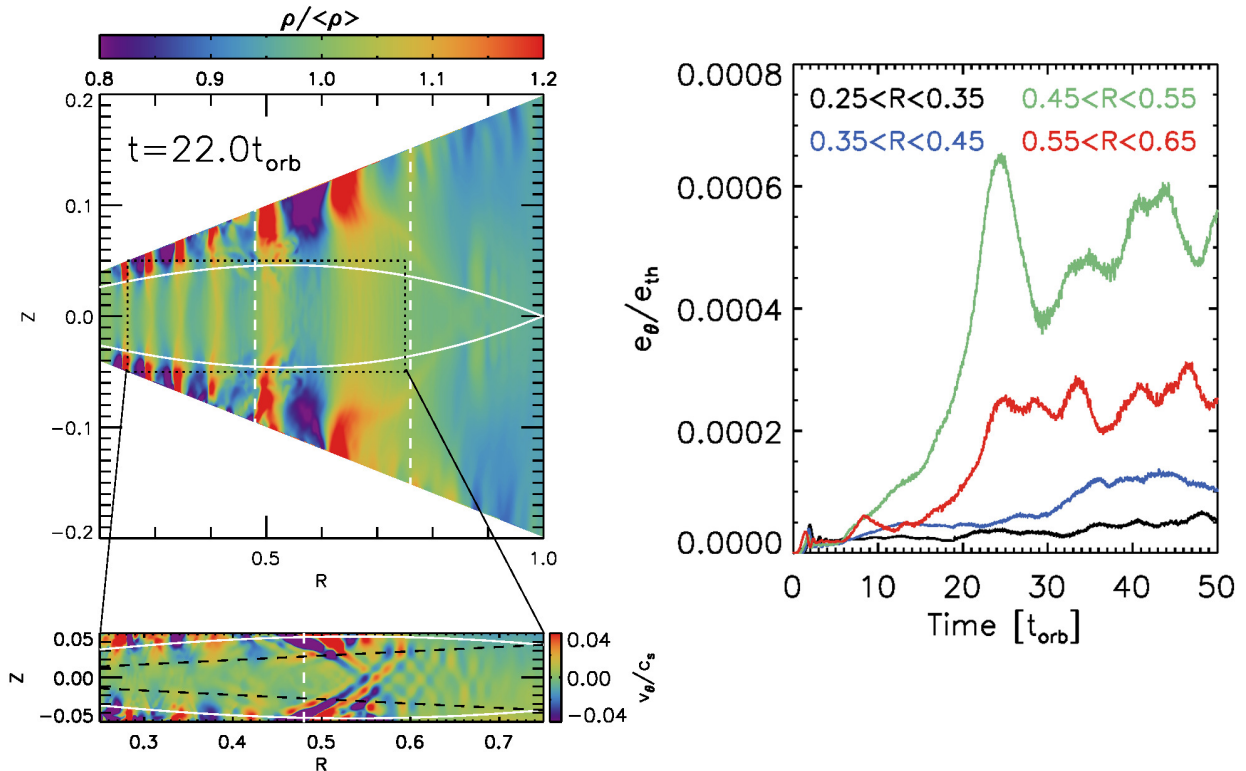 ρ/<ρ>
0.8 0.9 1.0 1.1 1.2
0.2
0.1
0.0
-0.1
-0.2
z
t=22.0t_orb
0.5 1.0
R
0.05
0.00
-0.05
z
0.3 0.4 0.5 0.6 0.7
R
0.04
0.00
-0.04
v_θ/c_s
0.0008
0.0006
0.0004
0.0002
0.0000
e_θ/e_th
0.25<R<0.35 0.45<R<0.55
0.35<R<0.45 0.55<R<0.65
0 10 20 30 40 50
Time [t_orb]